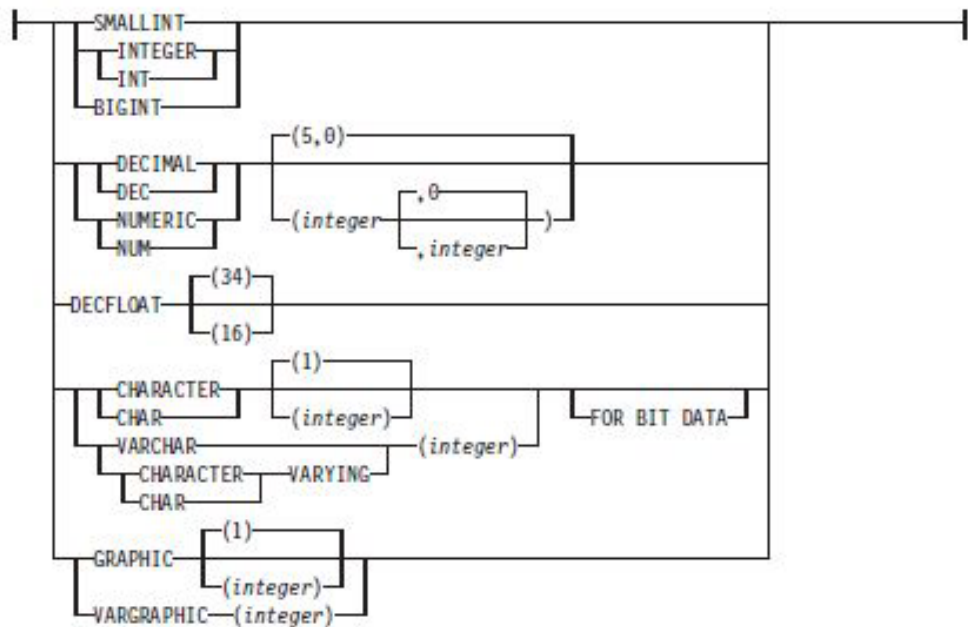 SMALLINT
INTEGER
INT
BIGINT
(5,0)
DECIMAL
DEC
,0
NUMERIC (integer )
NUM ,integer
(34)
DECFLOAT
(16)
(1)
CHARACTER
CHAR (integer) FOR BIT DATA
VARCHAR (integer)
CHARACTER VARYING
CHAR
(1)
GRAPHIC
(integer)
VARGRAPHIC (integer)